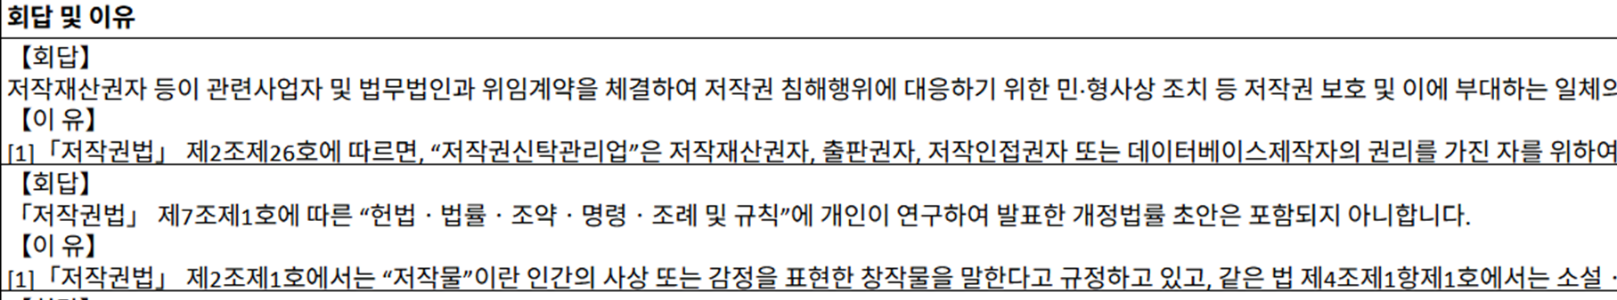 회답 및 이유
【회답】
저작재산권자 등이 관련사업자 및 법무법인과 위임계약을 체결하여 저작권 침해행위에 대응하기 위한 민·형사상 조치 등 저작권 보호 및 이에 부대하는 일체의
【이 유】
[1]「저작권법」 제2조제26호에 따르면, “저작권신탁관리업”은 저작재산권자, 출판권자, 저작인접권자 또는 데이터베이스제작자의 권리를 가진 자를 위하여
【회답】
「저작권법」 제7조제1호에 따른 “헌법 · 법률 · 조약 · 명령 · 조례 및 규칙”에 개인이 연구하여 발표한 개정법률 초안은 포함되지 아니합니다.
【이 유】
[1]「저작권법」 제2조제1호에서는 “저작물”이란 인간의 사상 또는 감정을 표현한 창작물을 말한다고 규정하고 있고, 같은 법 제4조제1항제1호에서는 소설 ·